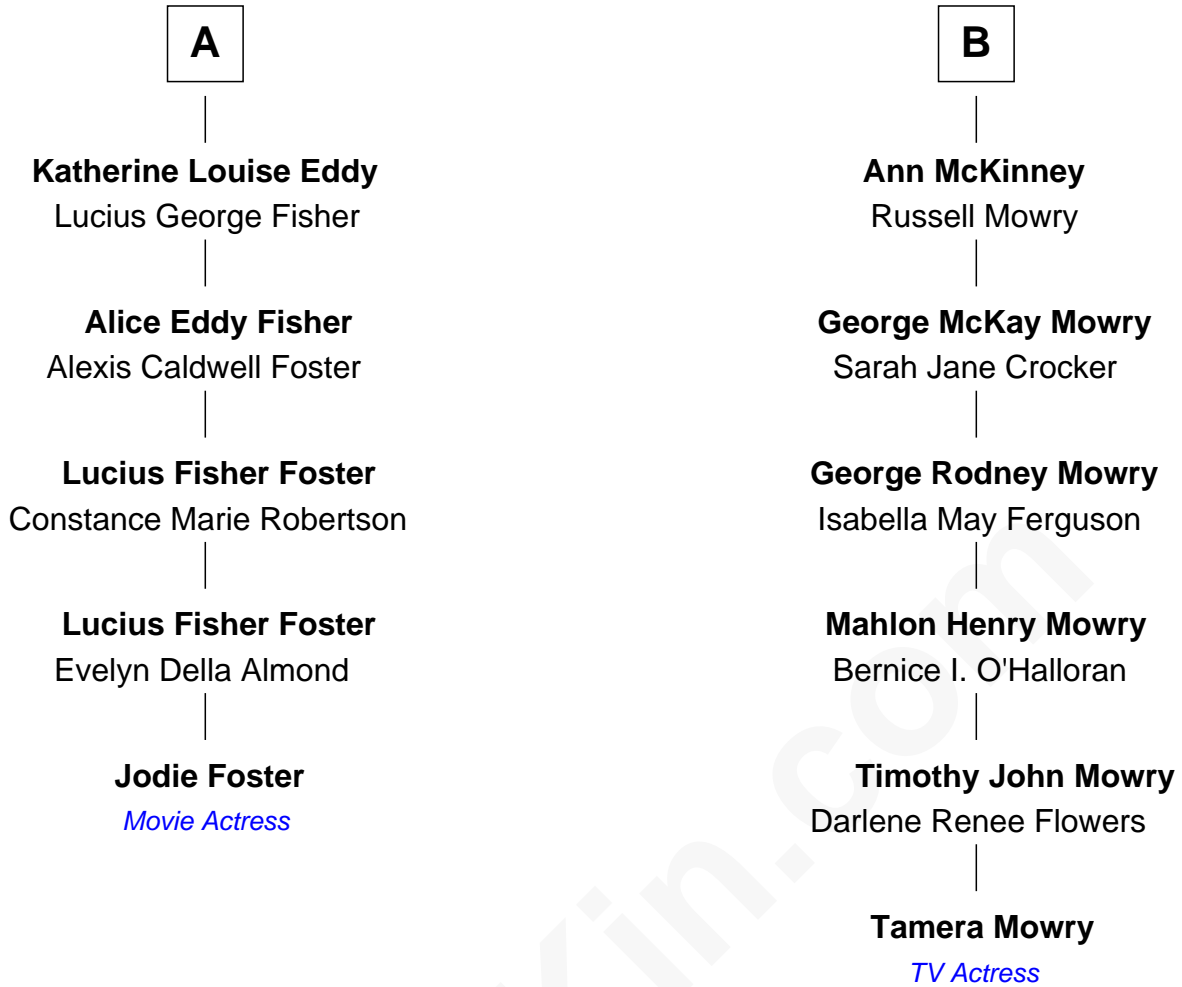 A
Katherine Louise Eddy
Lucius George Fisher
Alice Eddy Fisher
Alexis Caldwell Foster
Lucius Fisher Foster
Constance Marie Robertson
Lucius Fisher Foster
Evelyn Della Almond
Jodie Foster
Movie Actress
B
Ann McKinney
Russell Mowry
George McKay Mowry
Sarah Jane Crocker
George Rodney Mowry
Isabella May Ferguson
Mahlon Henry Mowry
Bernice I. O'Halloran
Timothy John Mowry
Darlene Renee Flowers
Tamera Mowry
TV Actress
Kin.com